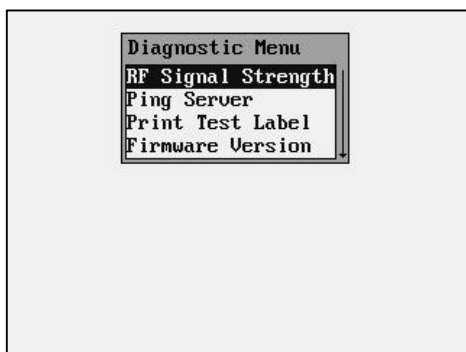 Diagnostic Menu
RF Signal Strength
Ping Server
Print Test Label
Firmware Version